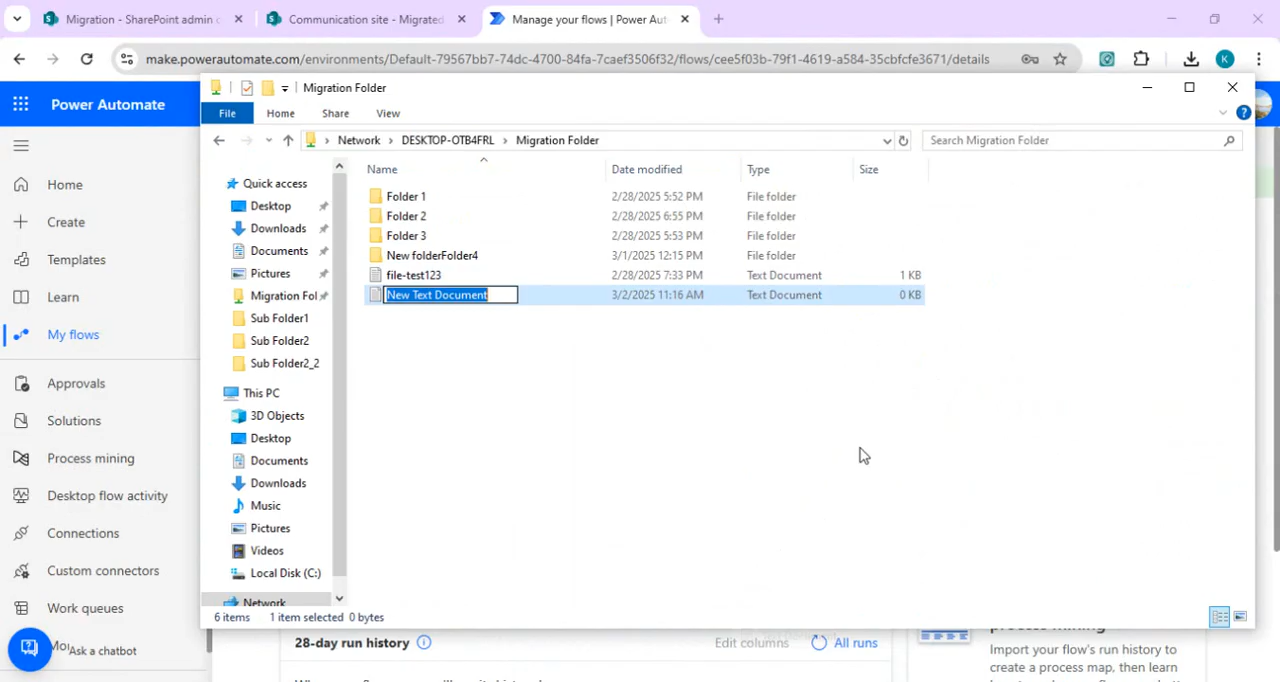 Migration - SharePoint admin c
Communication site - Migrated
Manage your flows | Power Aut
make.powerautomate.com/environments/Default-79567bb7-74dc-4700-84fa-7caef3506f32/flows/cee5f03b-79f1-4619-a584-35cbfcfe3671/details
K
Power Automate
Home
Create
Templates
Learn
My flows
Approvals
Solutions
Process mining
Desktop flow activity
Connections
Custom connectors
Work queues
Ask a chatbot
Migration Folder
File
Home
Share
View
Network > DESKTOP-OTB4FRL > Migration Folder
Search Migration Folder
Quick access
Desktop
Downloads
Documents
Pictures
Migration Fol
Sub Folder1
Sub Folder2
Sub Folder2_2
This PC
3D Objects
Desktop
Documents
Downloads
Music
Pictures
Videos
Local Disk (C:)
Network
Name Date modified Type Size
Folder 1 2/28/2025 5:52 PM File folder
Folder 2 2/28/2025 6:55 PM File folder
Folder 3 2/28/2025 5:53 PM File folder
New folderFolder4 3/1/2025 12:15 PM File folder
file-test123 2/28/2025 7:33 PM Text Document 1 KB
New Text Document 3/2/2025 11:16 AM Text Document 0 KB
6 items 1 item selected 0 bytes
28-day run history
Edit columns
All runs
process mining
Import your flow's run history to
create a process map, then learn